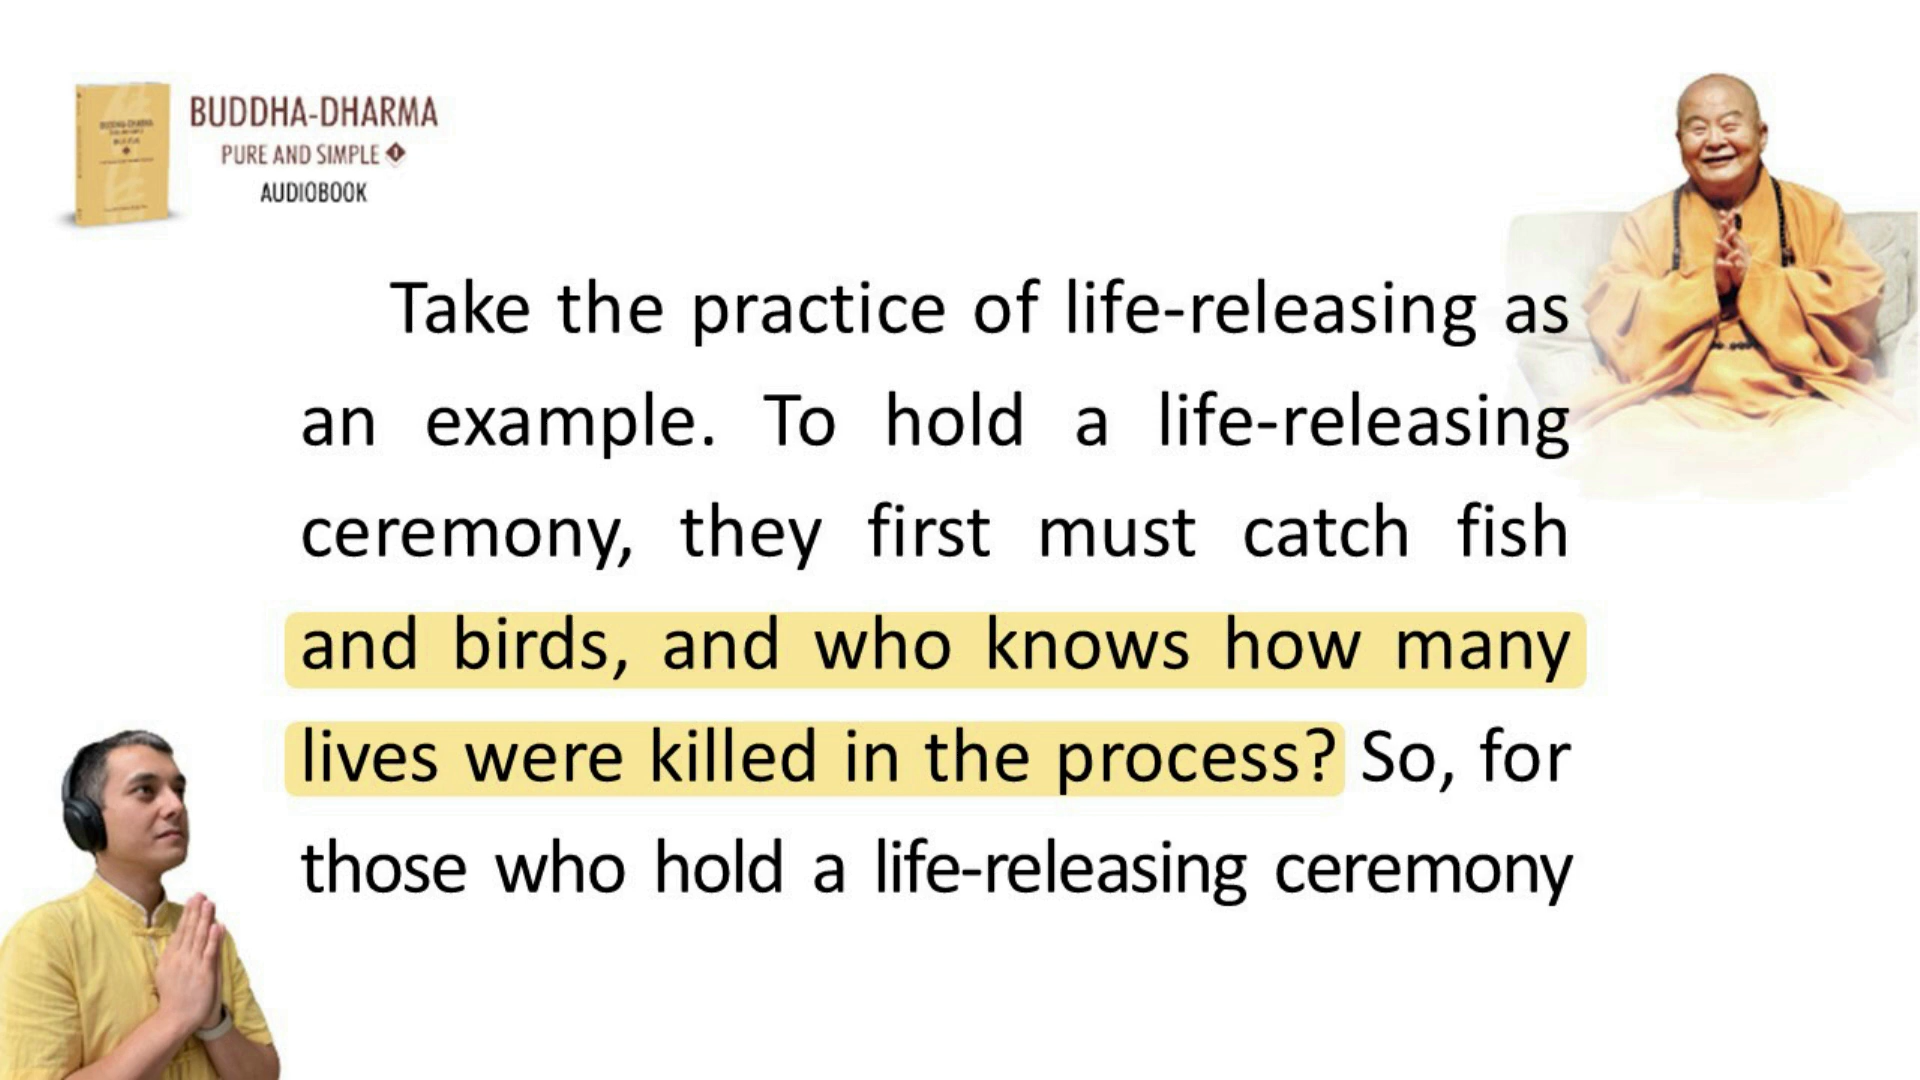 BUDDHA-DHARMA
PURE AND SIMPLE 1
AUDIOBOOK
Take the practice of life-releasing as
an example. To hold a life-releasing
ceremony, they first must catch fish
and birds, and who knows how many
lives were killed in the process? So, for
those who hold a life-releasing ceremony